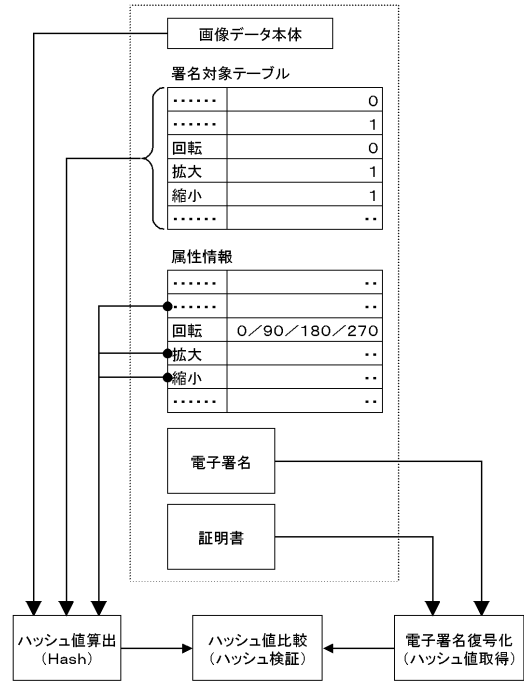 画像データ本体
署名対象テーブル
‥‥‥ 0
‥‥‥ 1
回転 0
拡大 1
縮小 1
‥‥‥ ‥
属性情報
‥‥‥ ‥
‥‥‥ ‥
回転 0/90/180/270
拡大 ‥
縮小 ‥
‥‥‥ ‥
電子署名
証明書
ハッシュ値算出
(Hash)
ハッシュ値比較
(ハッシュ検証)
電子署名復号化
(ハッシュ値取得)